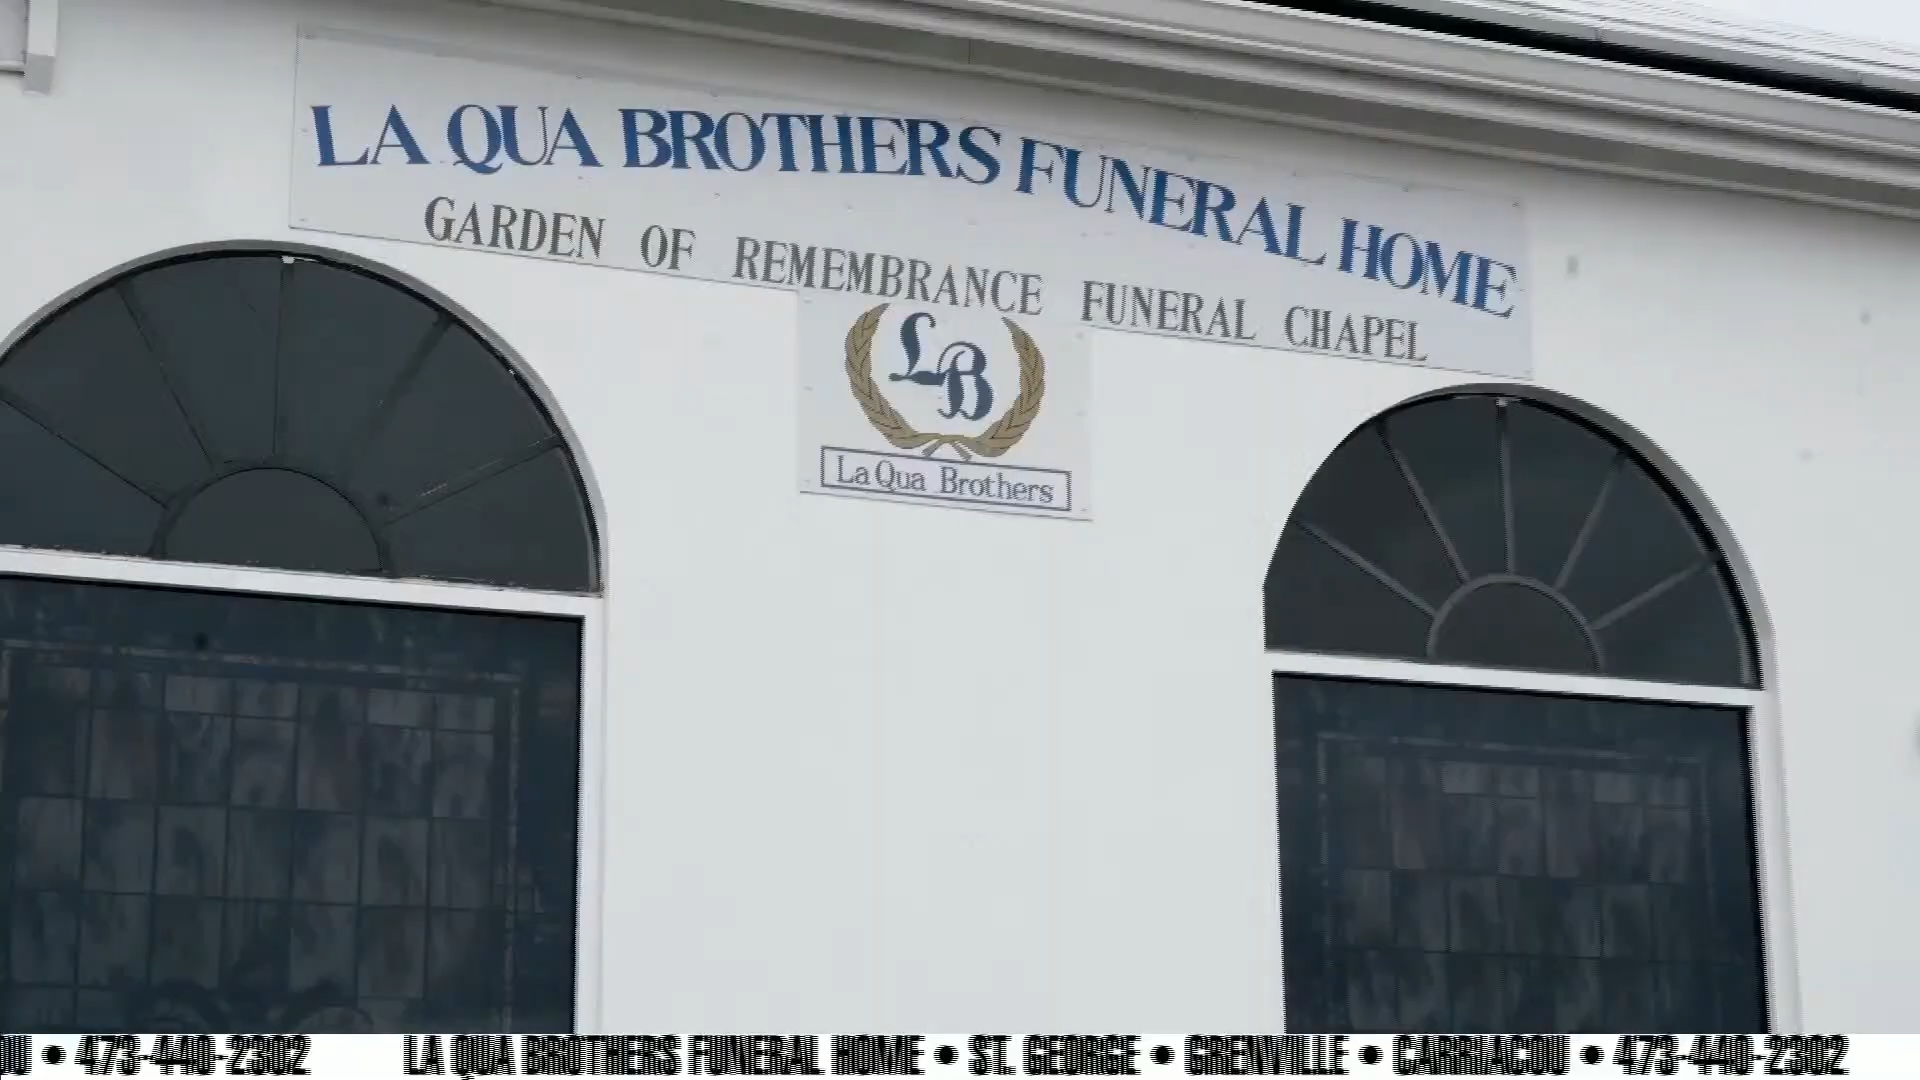 LA QUA BROTHERS FUNERAL HOME
GARDEN OF REMEMBRANCE FUNERAL CHAPEL
LB
La Qua Brothers
OU • 473-440-2302 LA QUA BROTHERS FUNERAL HOME • ST. GEORGE • GRENVILLE • CARRIACOU • 473-440-2302